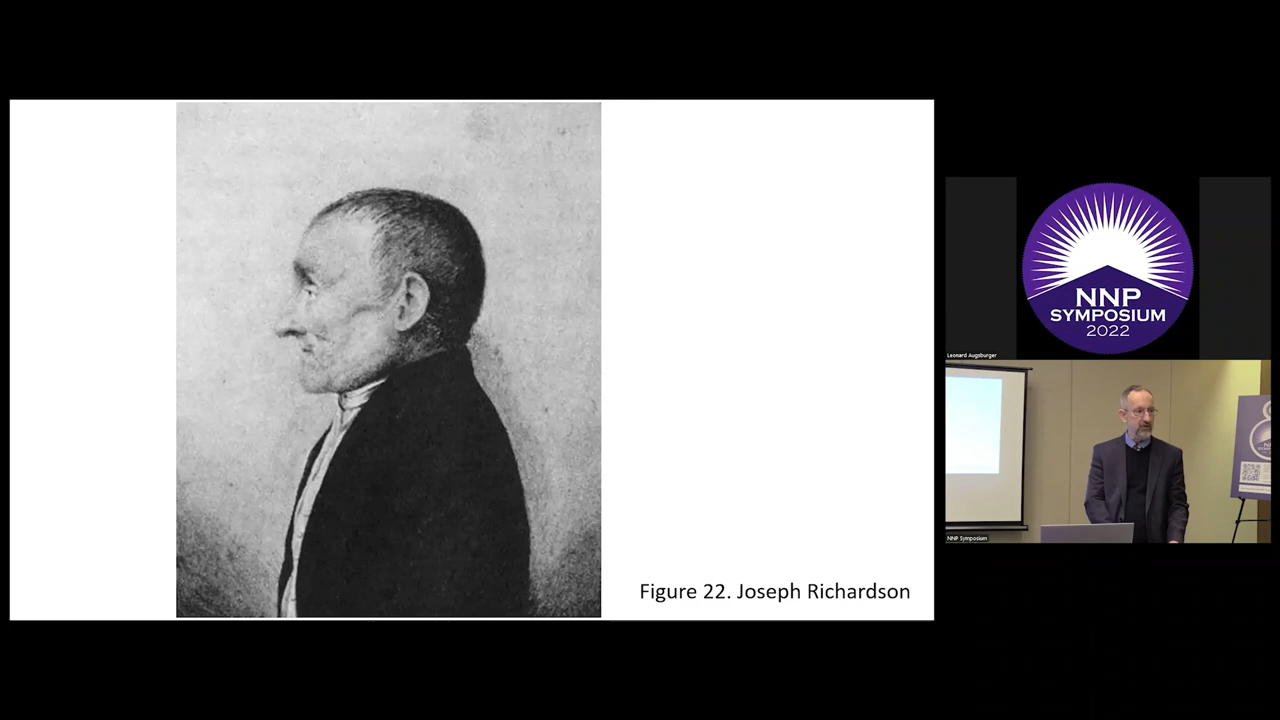 Figure 22. Joseph Richardson
NNP
SYMPOSIUM
2022
Leonard Augsburger
NNP Symposium